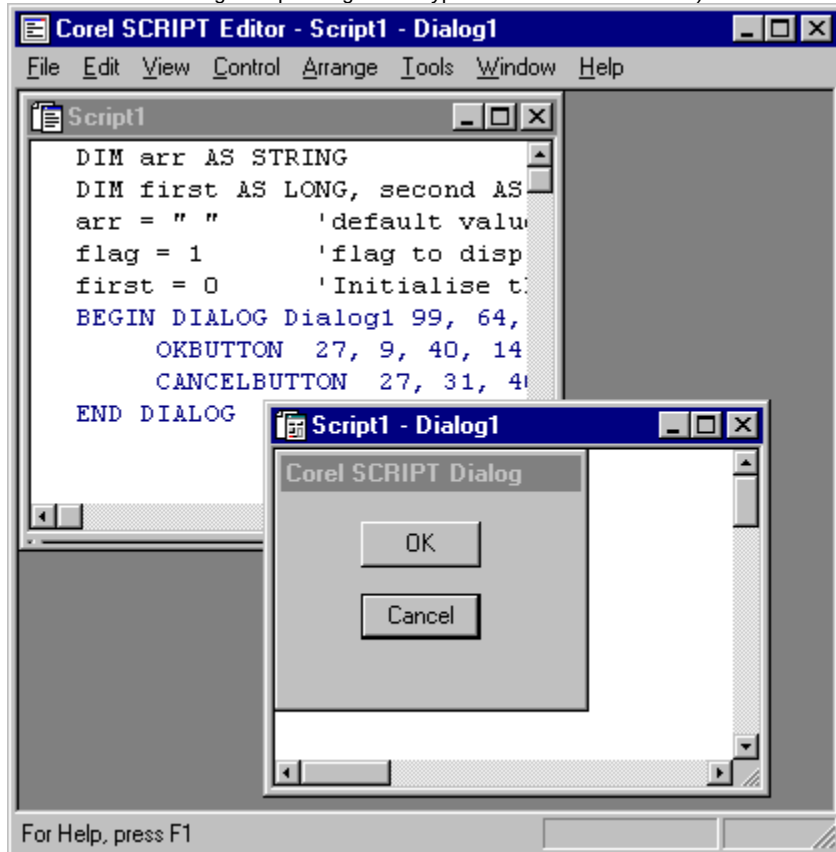 Corel SCRIPT Editor - Script1 - Dialog1
File Edit View Control Arrange Tools Window Help
Script1
DIM arr AS STRING
DIM first AS LONG, second AS
arr = " " 'default valu
flag = 1 'flag to disp
first = 0 'Initialise t
BEGIN DIALOG Dialog1 99, 64,
OKBUTTON 27, 9, 40, 14
CANCELBUTTON 27, 31, 4
END DIALOG
Script1 - Dialog1
Corel SCRIPT Dialog
OK
Cancel
For Help, press F1